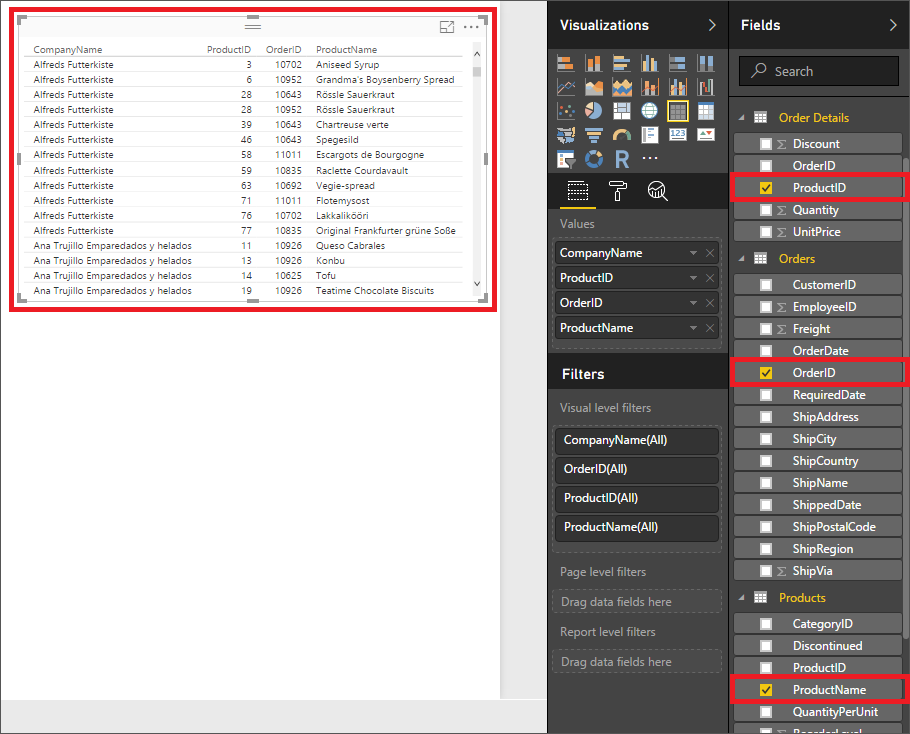 CompanyName ProductID OrderID ProductName
Alfreds Futterkiste 3 10702 Aniseed Syrup
Alfreds Futterkiste 6 10952 Grandma's Boysenberry Spread
Alfreds Futterkiste 28 10643 Rössle Sauerkraut
Alfreds Futterkiste 28 10952 Rössle Sauerkraut
Alfreds Futterkiste 39 10643 Chartreuse verte
Alfreds Futterkiste 46 10643 Spegesild
Alfreds Futterkiste 58 11011 Escargots de Bourgogne
Alfreds Futterkiste 59 10835 Raclette Courdavault
Alfreds Futterkiste 63 10692 Vegie-spread
Alfreds Futterkiste 71 11011 Flotemysost
Alfreds Futterkiste 76 10702 Lakkalikööri
Alfreds Futterkiste 77 10835 Original Frankfurter grüne Soße
Ana Trujillo Emparedados y helados 11 10926 Queso Cabrales
Ana Trujillo Emparedados y helados 13 10926 Konbu
Ana Trujillo Emparedados y helados 14 10625 Tofu
Ana Trujillo Emparedados y helados 19 10926 Teatime Chocolate Biscuits
Visualizations
123
R
Values
CompanyName
ProductID
OrderID
ProductName
Filters
Visual level filters
CompanyName(All)
OrderID(All)
ProductID(All)
ProductName(All)
Page level filters
Drag data fields here
Report level filters
Drag data fields here
Fields
Search
Order Details
Σ Discount
OrderID
ProductID
Σ Quantity
Σ UnitPrice
Orders
CustomerID
Σ EmployeeID
Σ Freight
OrderDate
OrderID
RequiredDate
ShipAddress
ShipCity
ShipCountry
ShipName
ShippedDate
ShipPostalCode
ShipRegion
Σ ShipVia
Products
CategoryID
Discontinued
ProductID
ProductName
QuantityPerUnit